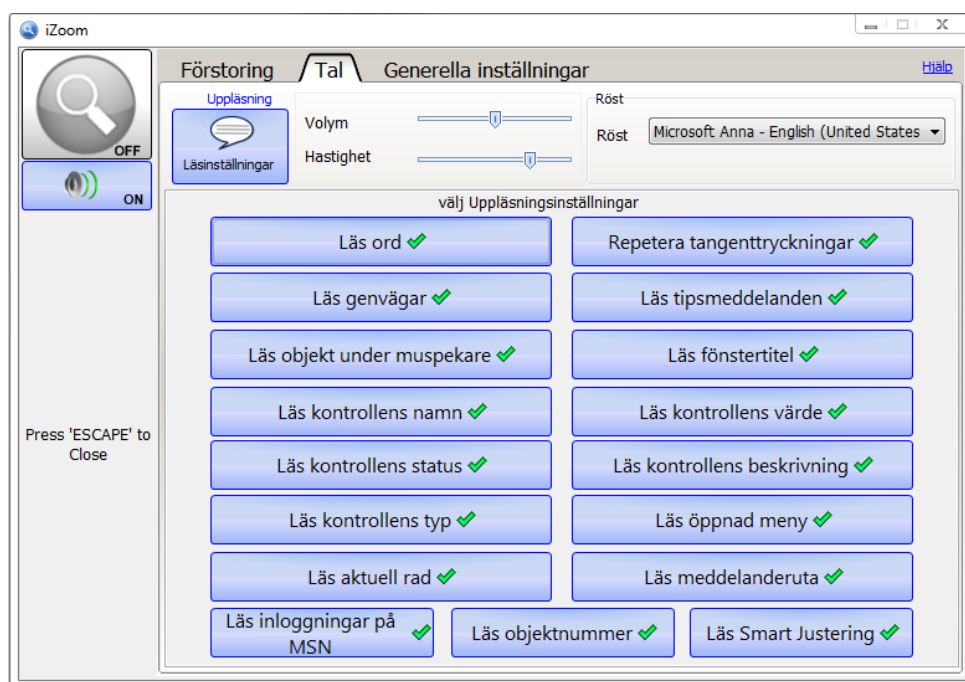 iZoom
Förstoring
Tal
Generella inställningar
Hjälp
OFF
ON
Uppläsning
Läsinställningar
Volym
Hastighet
Röst
Röst
Microsoft Anna - English (United States
välj Uppläsningsinställningar
Läs ord
Repetera tangenttryckningar
Läs genvägar
Läs tipsmeddelanden
Läs objekt under muspekare
Läs fönstertitel
Läs kontrollens namn
Läs kontrollens värde
Läs kontrollens status
Läs kontrollens beskrivning
Läs kontrollens typ
Läs öppnad meny
Läs aktuell rad
Läs meddelanderuta
Läs inloggningar på
MSN
Läs objektnummer
Läs Smart Justering
Press 'ESCAPE' to
Close